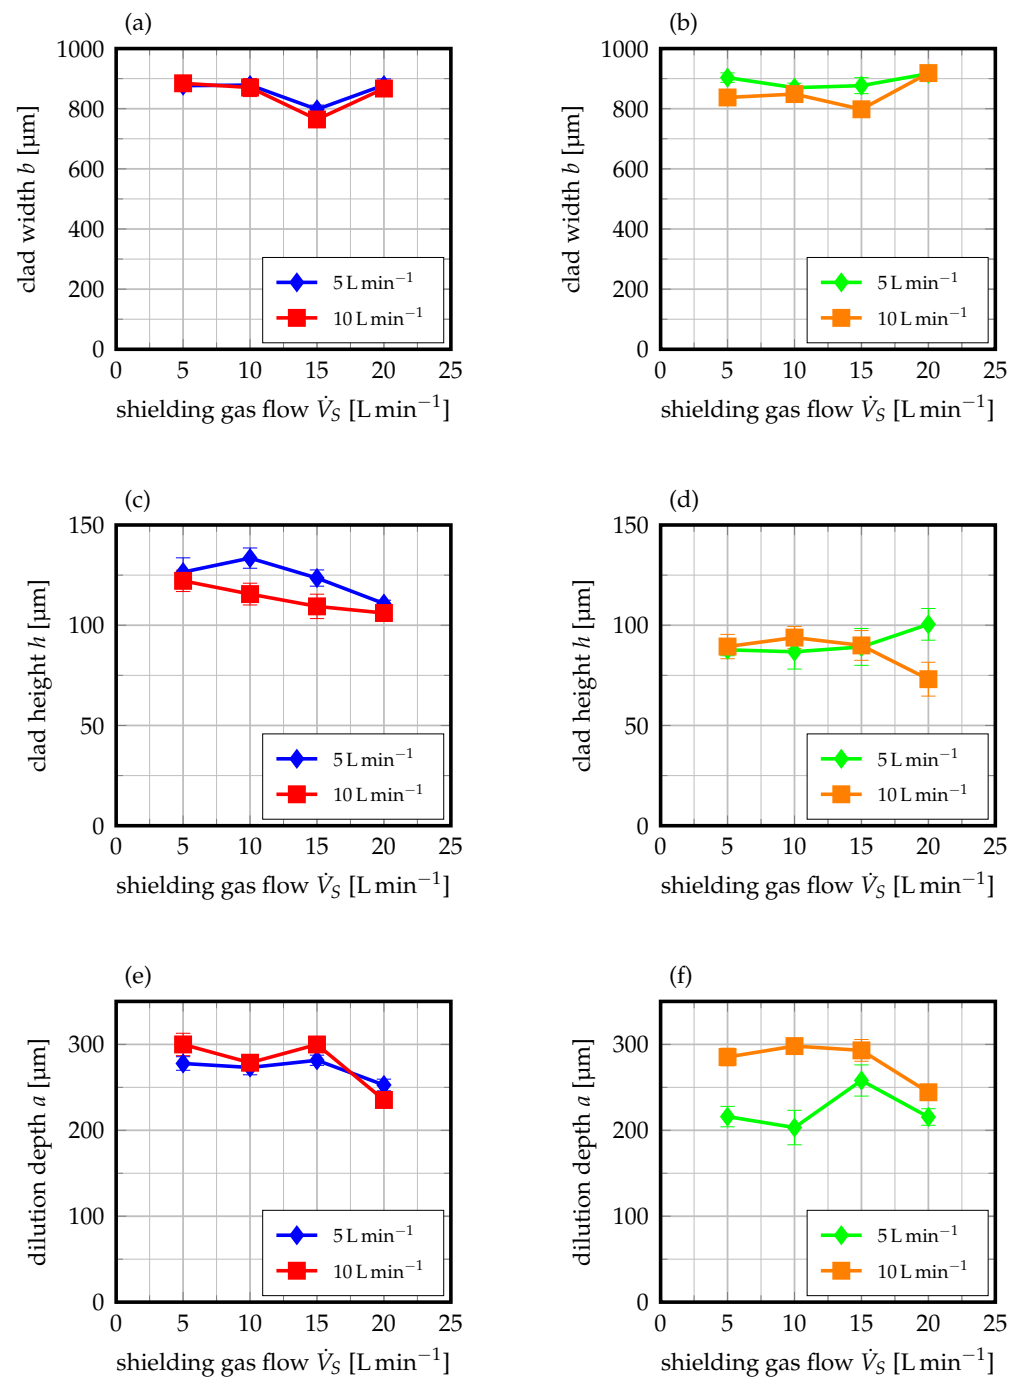 (a)
1000
800
600
400
200
0
clad width b [µm]
5 L min⁻¹
10 L min⁻¹
0 5 10 15 20 25
shielding gas flow V̇_S [L min⁻¹]
(b)
1000
800
600
400
200
0
clad width b [µm]
5 L min⁻¹
10 L min⁻¹
0 5 10 15 20 25
shielding gas flow V̇_S [L min⁻¹]
(c)
150
100
50
0
clad height h [µm]
5 L min⁻¹
10 L min⁻¹
0 5 10 15 20 25
shielding gas flow V̇_S [L min⁻¹]
(d)
150
100
50
0
clad height h [µm]
5 L min⁻¹
10 L min⁻¹
0 5 10 15 20 25
shielding gas flow V̇_S [L min⁻¹]
(e)
300
200
100
0
dilution depth a [µm]
5 L min⁻¹
10 L min⁻¹
0 5 10 15 20 25
shielding gas flow V̇_S [L min⁻¹]
(f)
300
200
100
0
dilution depth a [µm]
5 L min⁻¹
10 L min⁻¹
0 5 10 15 20 25
shielding gas flow V̇_S [L min⁻¹]